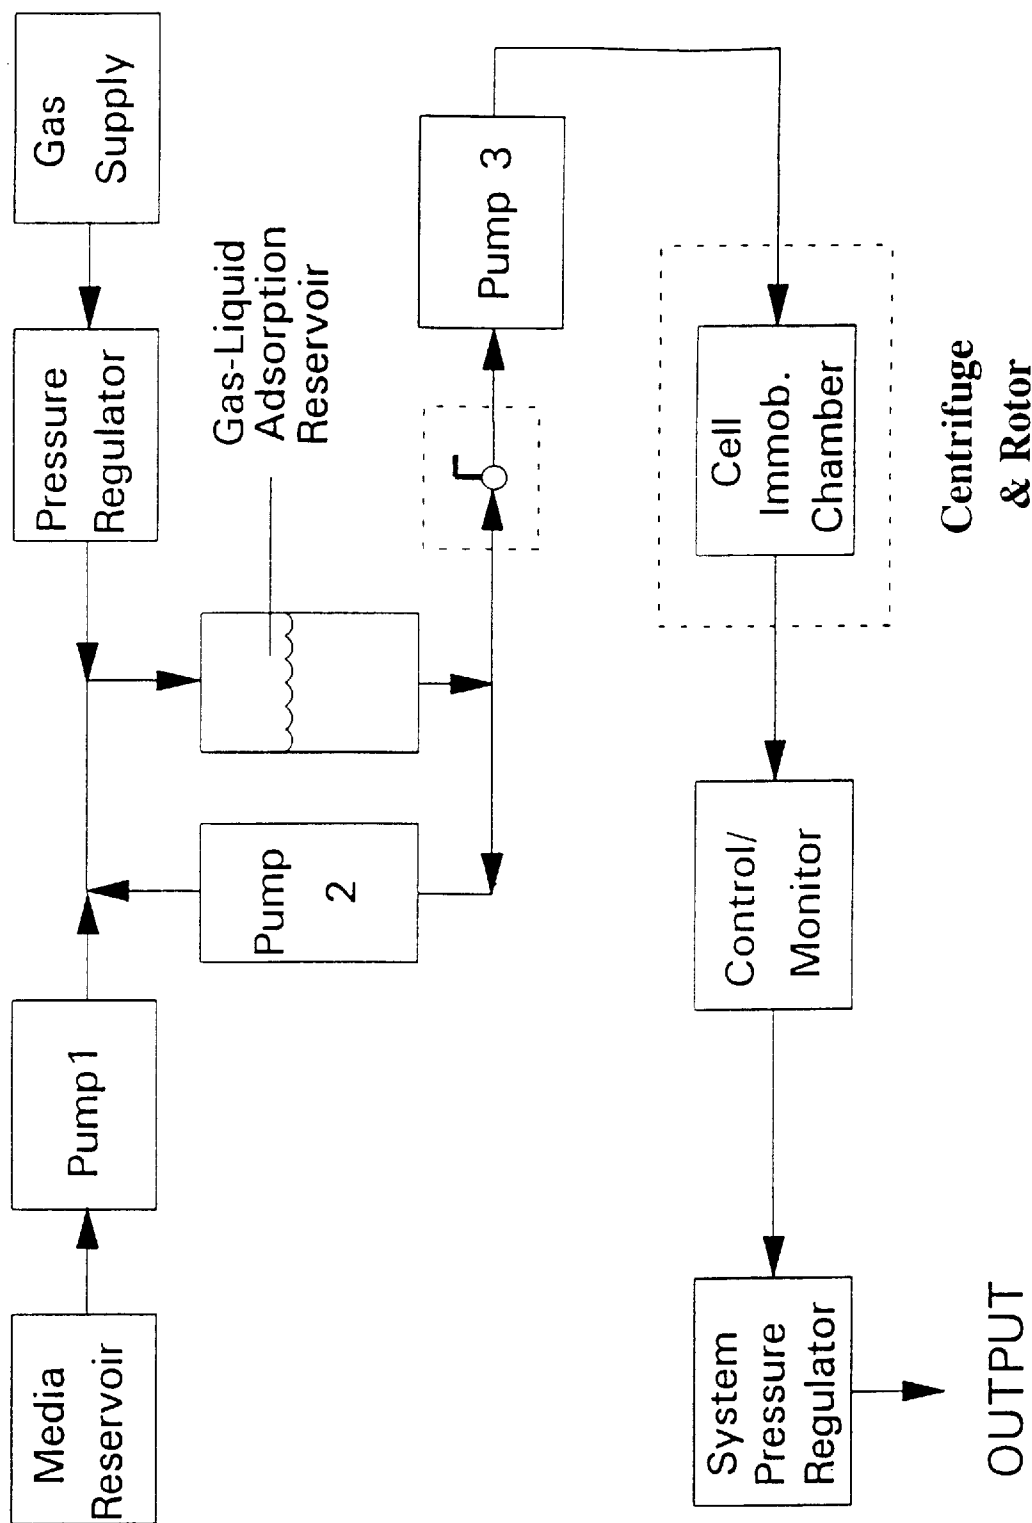 Media
Reservoir
Pump1
Pressure
Regulator
Gas
Supply
Pump
2
Gas-Liquid
Adsorption
Reservoir
Pump 3
System
Pressure
Regulator
Control/
Monitor
Cell
Immob.
Chamber
OUTPUT
Centrifuge
& Rotor